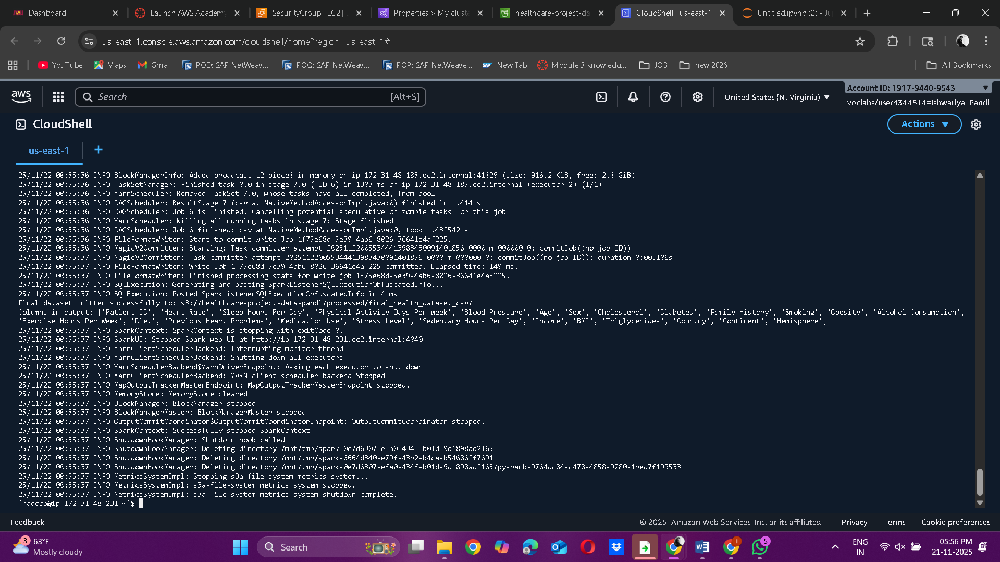 Dashboard
Launch AWS Academy
SecurityGroup | EC2 | u
Properties > My cluste
healthcare-project-da
CloudShell | us-east-1
Untitled.ipynb (2) - Ju
us-east-1.console.aws.amazon.com/cloudshell/home?region=us-east-1#
YouTube
Maps
Gmail
POD: SAP NetWeav...
POQ: SAP NetWeav...
POP: SAP NetWeave...
New Tab
Module 3 Knowledg...
JOB
new 2026
All Bookmarks
aws
Search
[Alt+S]
United States (N. Virginia)
Account ID: 1917-9440-9543
voclabs/user4344514=Ishwariya_Pandi
CloudShell
Actions
us-east-1
25/11/22 00:55:36 INFO BlockManagerInfo: Added broadcast_12_piece0 in memory on ip-172-31-48-185.ec2.internal:41029 (size: 916.2 KiB, free: 2.0 GiB)
25/11/22 00:55:36 INFO TaskSetManager: Finished task 0.0 in stage 7.0 (TID 6) in 1303 ms on ip-172-31-48-185.ec2.internal (executor 2) (1/1)
25/11/22 00:55:36 INFO YarnScheduler: Removed TaskSet 7.0, whose tasks have all completed, from pool
25/11/22 00:55:36 INFO DAGScheduler: ResultStage 7 (csv at NativeMethodAccessorImpl.java:0) finished in 1.414 s
25/11/22 00:55:36 INFO DAGScheduler: Job 6 is finished. Cancelling potential speculative or zombie tasks for this job
25/11/22 00:55:36 INFO YarnScheduler: Killing all running tasks in stage 7: Stage finished
25/11/22 00:55:36 INFO DAGScheduler: Job 6 finished: csv at NativeMethodAccessorImpl.java:0, took 1.432542 s
25/11/22 00:55:36 INFO FileFormatWriter: Start to commit write Job 1f75e68d-5e39-4ab6-8026-36641e4af225.
25/11/22 00:55:36 INFO MagicV2Committer: Starting: Task committer attempt_202511220055344413983430091401856_0000_m_000000_0: commitJob((no job ID))
25/11/22 00:55:37 INFO MagicV2Committer: Task committer attempt_202511220055344413983430091401856_0000_m_000000_0: commitJob((no job ID)): duration 0:00.106s
25/11/22 00:55:37 INFO FileFormatWriter: Write Job 1f75e68d-5e39-4ab6-8026-36641e4af225 committed. Elapsed time: 149 ms.
25/11/22 00:55:37 INFO FileFormatWriter: Finished processing stats for write job 1f75e68d-5e39-4ab6-8026-36641e4af225.
25/11/22 00:55:37 INFO SQLExecution: Generating and posting SparkListenerSQLExecutionObfuscatedInfo...
25/11/22 00:55:37 INFO SQLExecution: Posted SparkListenerSQLExecutionObfuscatedInfo in 4 ms
Final dataset written successfully to: s3://healthcare-project-data-pandi/processed/final_health_dataset_csv/
Columns in output: ['Patient ID', 'Heart Rate', 'Sleep Hours Per Day', 'Physical Activity Days Per Week', 'Blood Pressure', 'Age', 'Sex', 'Cholesterol', 'Diabetes', 'Family History', 'Smoking', 'Obesity', 'Alcohol Consumption',
'Exercise Hours Per Week', 'Diet', 'Previous Heart Problems', 'Medication Use', 'Stress Level', 'Sedentary Hours Per Day', 'Income', 'BMI', 'Triglycerides', 'Country', 'Continent', 'Hemisphere']
25/11/22 00:55:37 INFO SparkContext: SparkContext is stopping with exitCode 0.
25/11/22 00:55:37 INFO SparkUI: Stopped Spark web UI at http://ip-172-31-48-231.ec2.internal:4040
25/11/22 00:55:37 INFO YarnClientSchedulerBackend: Interrupting monitor thread
25/11/22 00:55:37 INFO YarnClientSchedulerBackend: Shutting down all executors
25/11/22 00:55:37 INFO YarnSchedulerBackend$YarnDriverEndpoint: Asking each executor to shut down
25/11/22 00:55:37 INFO YarnClientSchedulerBackend: YARN client scheduler backend Stopped
25/11/22 00:55:37 INFO MapOutputTrackerMasterEndpoint: MapOutputTrackerMasterEndpoint stopped!
25/11/22 00:55:37 INFO MemoryStore: MemoryStore cleared
25/11/22 00:55:37 INFO BlockManager: BlockManager stopped
25/11/22 00:55:37 INFO BlockManagerMaster: BlockManagerMaster stopped
25/11/22 00:55:37 INFO OutputCommitCoordinator$OutputCommitCoordinatorEndpoint: OutputCommitCoordinator stopped!
25/11/22 00:55:37 INFO SparkContext: Successfully stopped SparkContext
25/11/22 00:55:37 INFO ShutdownHookManager: Shutdown hook called
25/11/22 00:55:37 INFO ShutdownHookManager: Deleting directory /mnt/tmp/spark-0e7d6307-efa0-434f-b01d-9d1898ad2165
25/11/22 00:55:37 INFO ShutdownHookManager: Deleting directory /mnt/tmp/spark-6664d340-e79f-43b2-b4ca-b546862f7691
25/11/22 00:55:37 INFO ShutdownHookManager: Deleting directory /mnt/tmp/spark-0e7d6307-efa0-434f-b01d-9d1898ad2165/pyspark-9764dc84-c478-4858-9280-1bed7f199533
25/11/22 00:55:37 INFO MetricsSystemImpl: Stopping s3a-file-system metrics system...
25/11/22 00:55:37 INFO MetricsSystemImpl: s3a-file-system metrics system stopped.
25/11/22 00:55:37 INFO MetricsSystemImpl: s3a-file-system metrics system shutdown complete.
[hadoop@ip-172-31-48-231 ~]$
Feedback
© 2025, Amazon Web Services, Inc. or its affiliates.
Privacy
Terms
Cookie preferences
3
63°F
Mostly cloudy
Search
5
ENG
IN
05:56 PM
21-11-2025